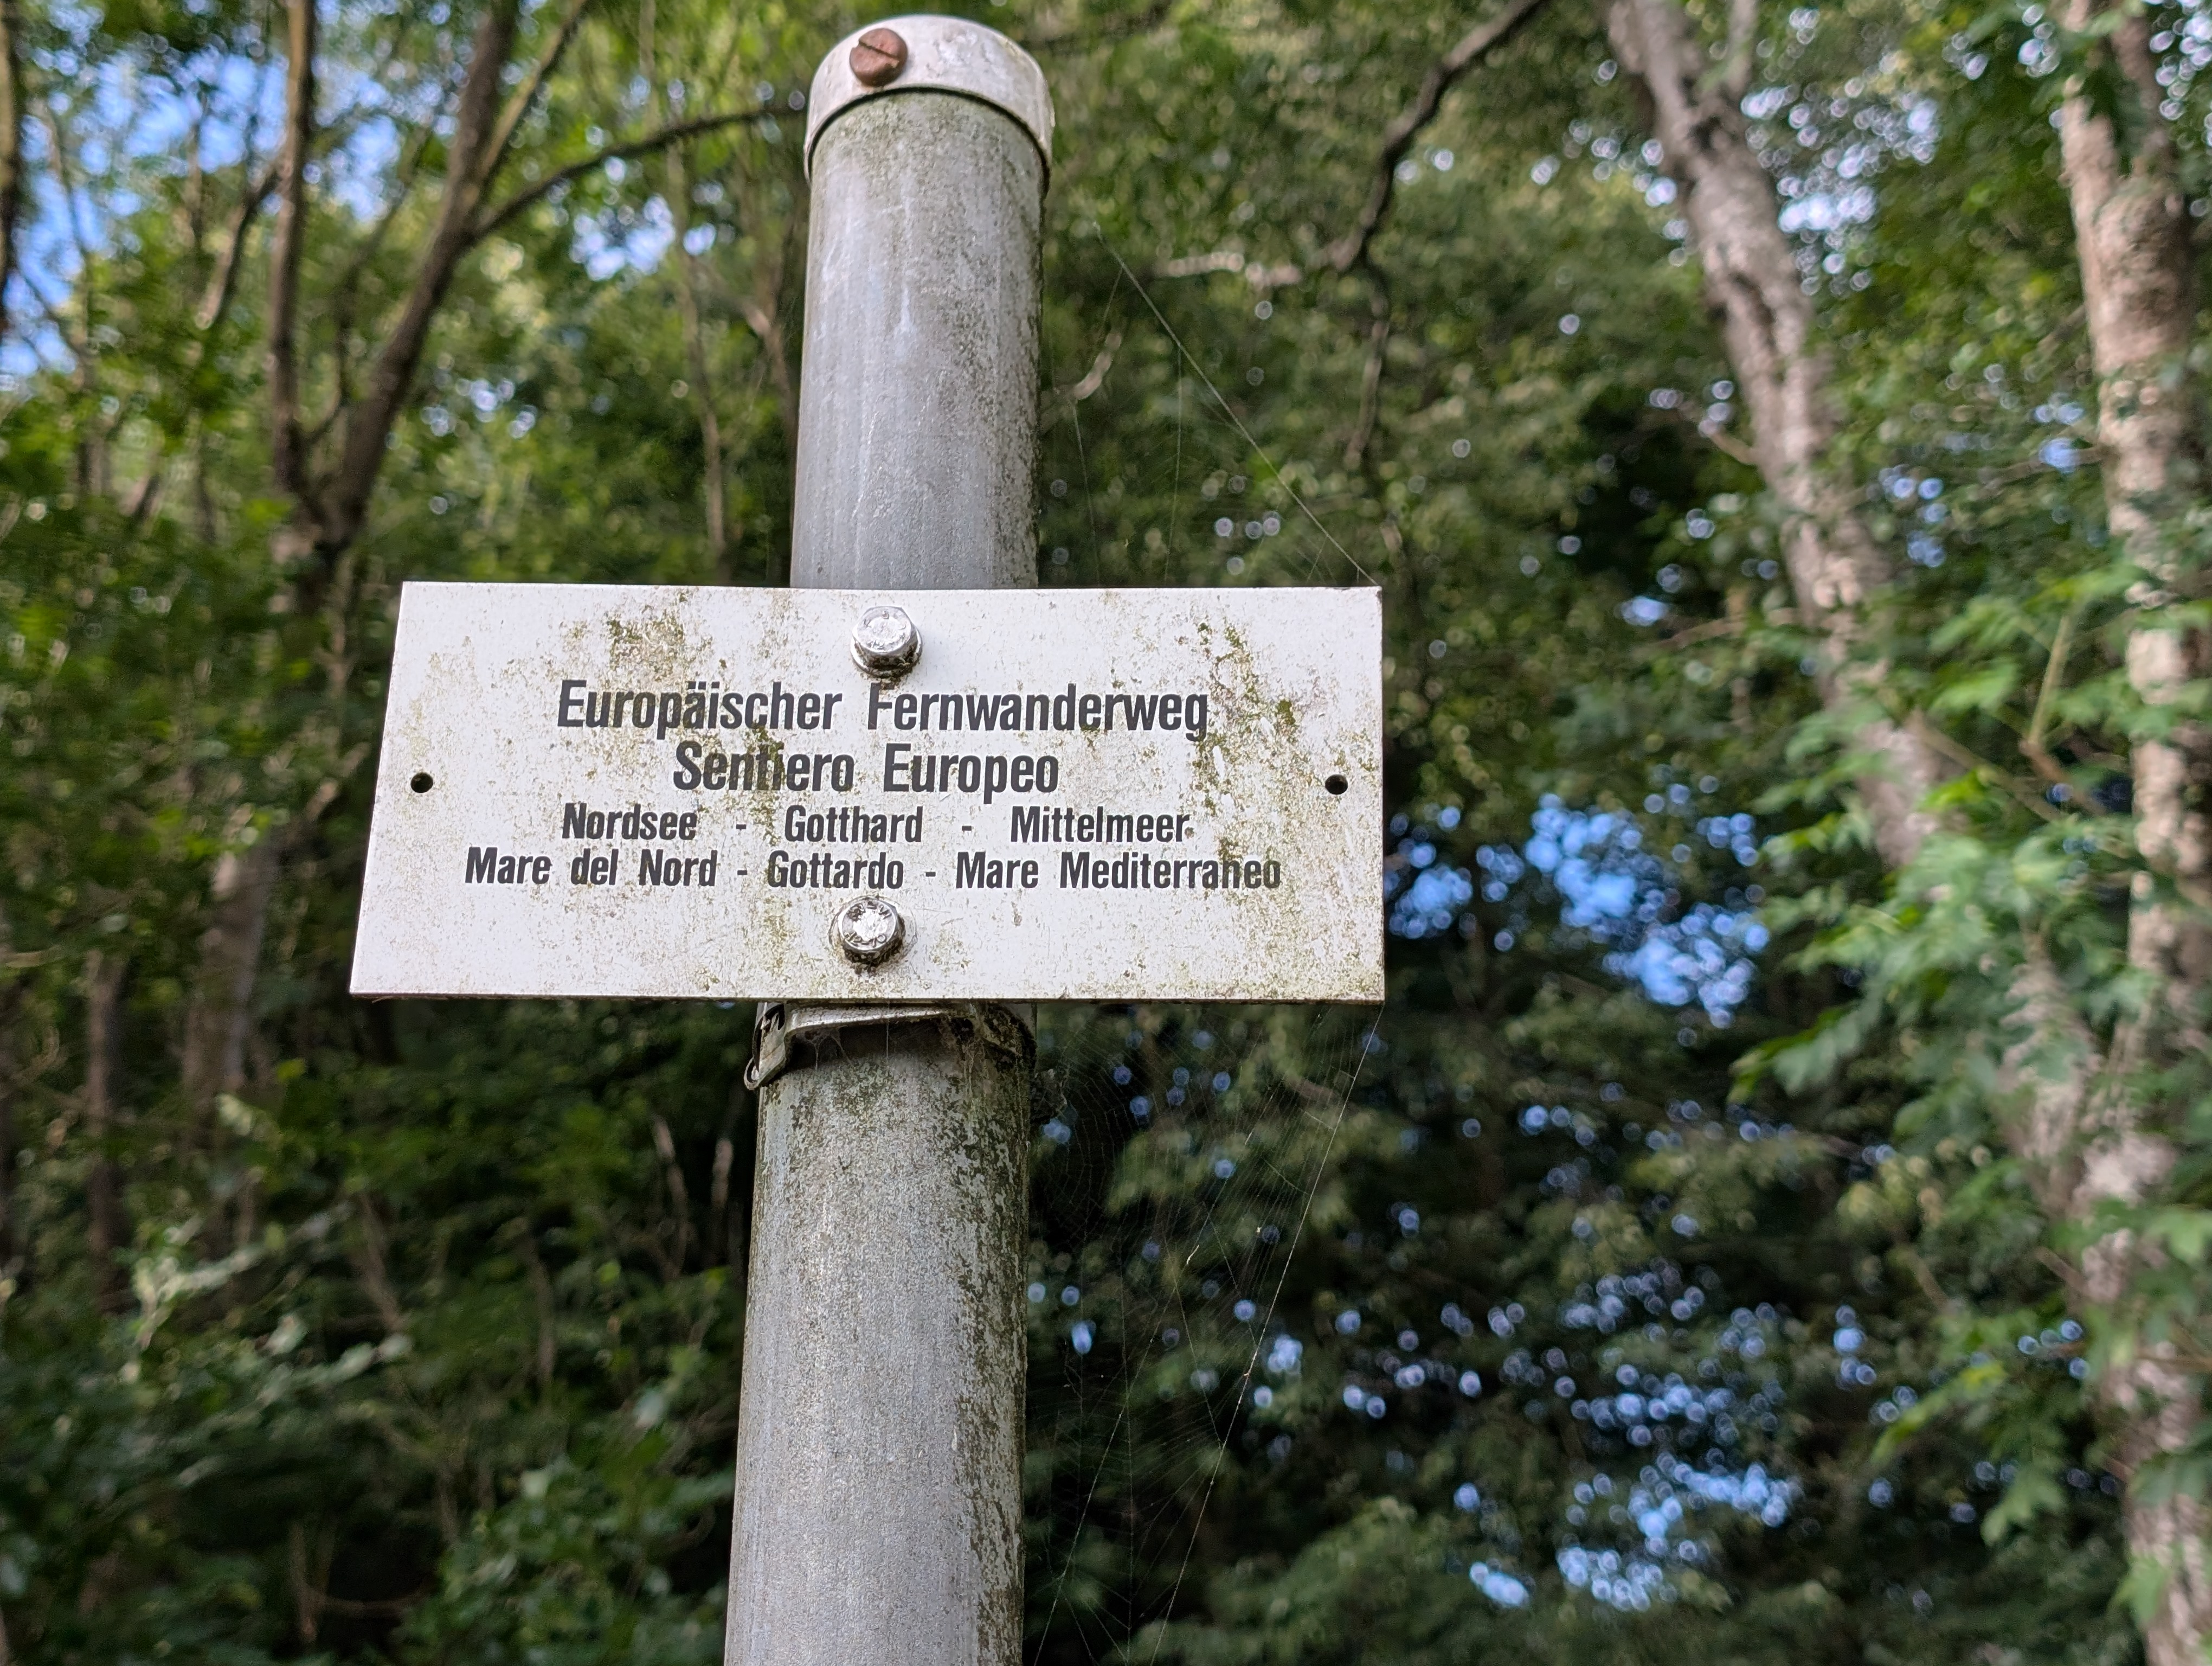 Europäischer Fernwanderweg
Sentiero Europeo
Nordsee - Gotthard - Mittelmeer
Mare del Nord - Gottardo - Mare Mediterraneo